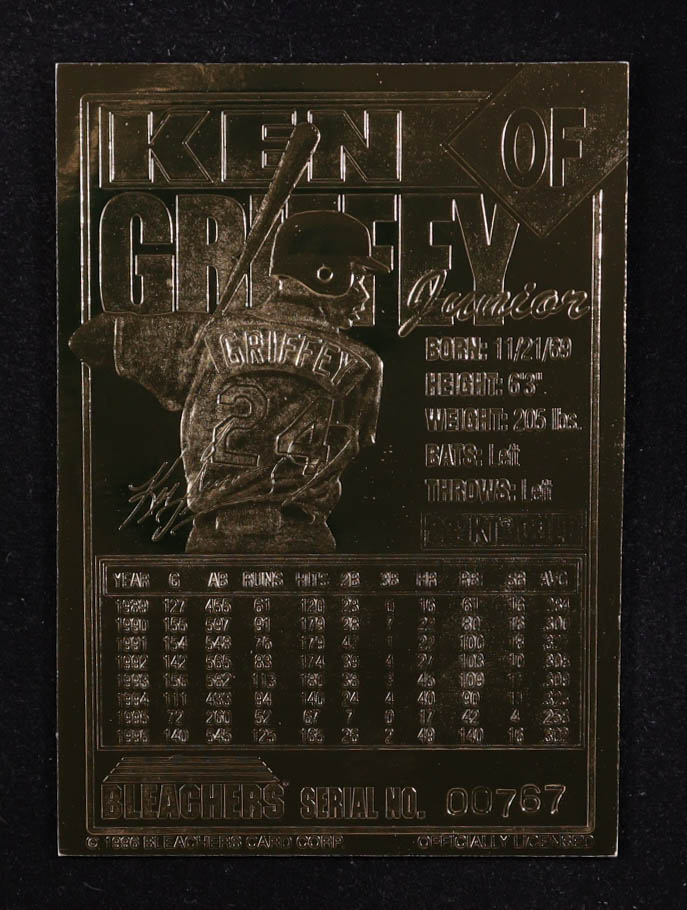 KEN
OF
GRIFFEY
Junior
GRIFFEY
24
BORN: 11/21/69
HEIGHT: 6'3"
WEIGHT: 205 lbs.
BATS: Left
THROWS: Left
YEAR G AB RUNS HITS 2B 3B HR RBI SB AVG
1989 127 455 61 120 23 0 16 61 16
1990 155 597 91 179 28 7 22 80 16 300
1991 154 548 76 179 42 1 22 100 18
1992 142 565 83 174 39 4 27 103 10 308
1993 156 582 113 180 38 3 45 109 17 309
1994 111 433 94 140 24 4 40 90 11 323
1995 72 260 52 67 7 0 17 42 4 258
1996 140 545 125 165 26 2 49 140 16 303
BLEACHERS® SERIAL NO. 00767
© 1996 BLEACHERS CARD CORP. OFFICIALLY LICENSED